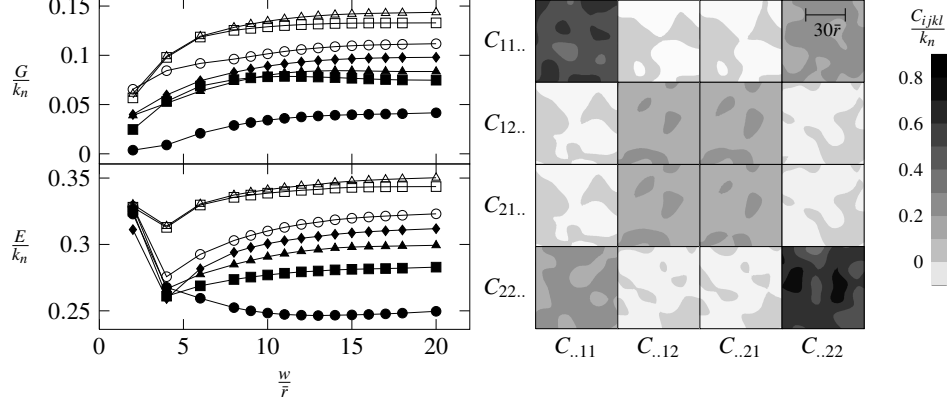 0.15
0.10
G/k_n
0.05
0
0.35
E/k_n
0.3
0.25
0 5 10 15 20
w/r̄
C_11..
C_12..
C_21..
C_22..
30r̄
C_..11 C_..12 C_..21 C_..22
C_ijkl/k_n
0.8
0.6
0.4
0.2
0